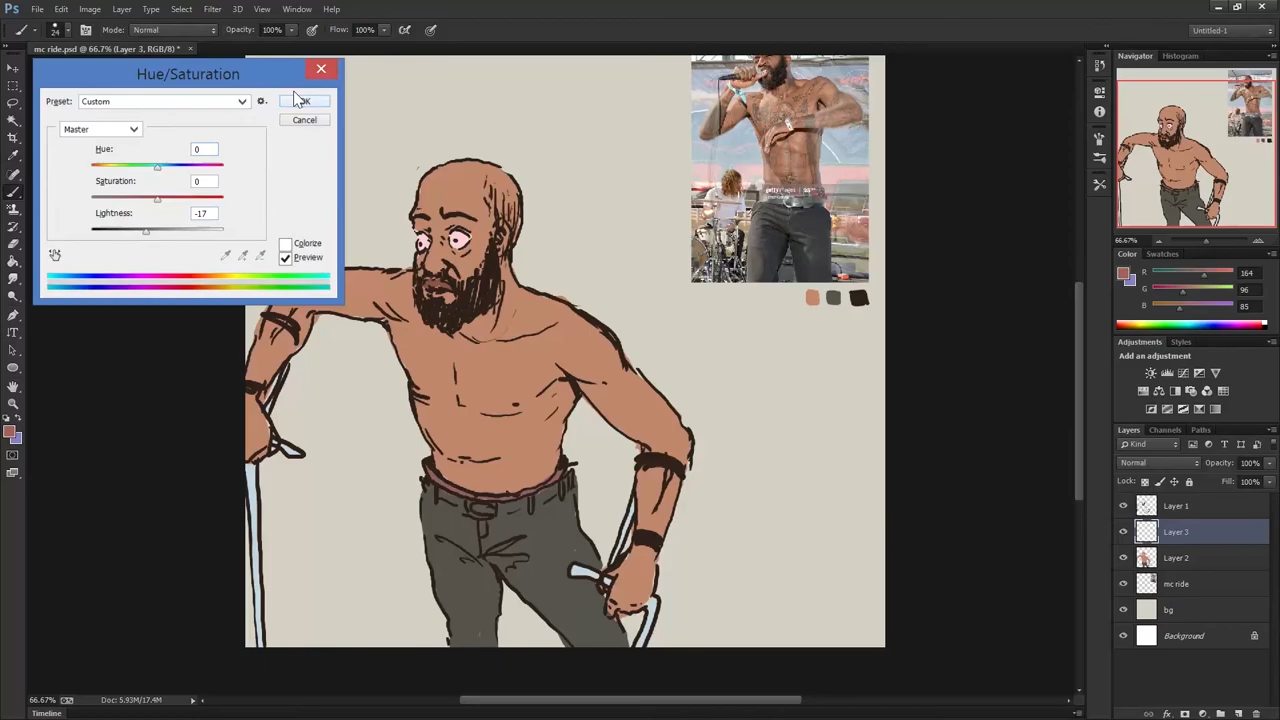 Ps File Edit Image Layer Type Select Filter 3D View Window Help
24 Mode: Normal Opacity: 100% Flow: 100% Untitled-1
mc ride.psd @ 66.7% (Layer 3, RGB/8) *
Navigator Histogram
Hue/Saturation
Preset: Custom OK
Cancel
Master
Hue: 0
Saturation: 0
Lightness: -17
Colorize
Preview
66.67%
Color Swatches
R 164
G 96
B 85
Adjustments Styles
Add an adjustment
Layers Channels Paths
Kind
Normal Opacity: 100%
Lock: Fill: 100%
Layer 1
Layer 3
Layer 2
mc ride
bg
Background
66.67% Doc: 5.93M/17.4M
Timeline